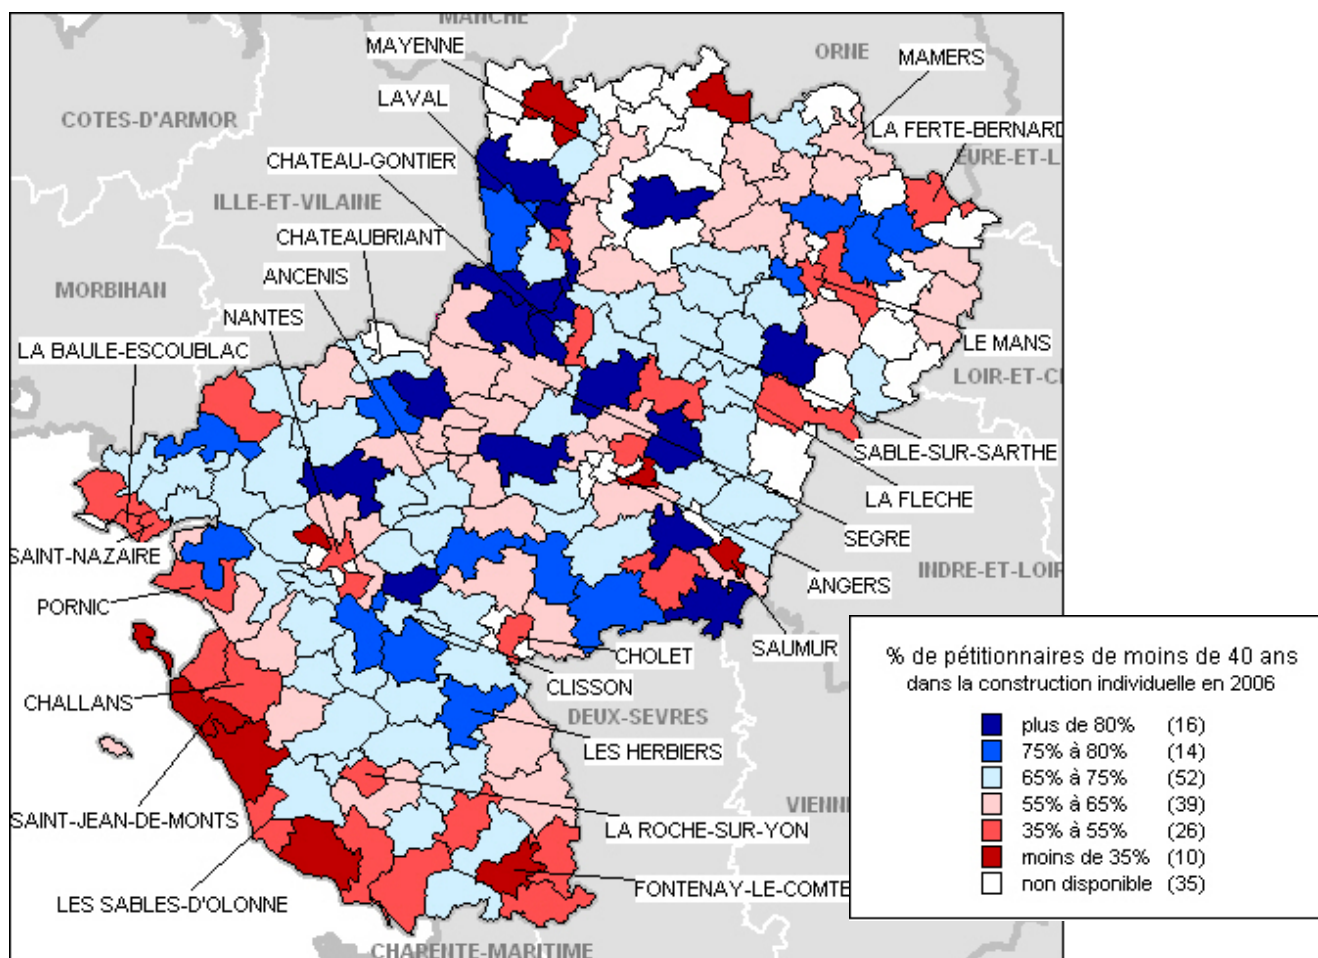 MANCHE
MAYENNE
ORNE
MAMERS
LAVAL
COTES-D'ARMOR
LA FERTE-BERNARD
CHATEAU-GONTIER
EURE-ET-L
ILLE-ET-VILAINE
CHATEAUBRIANT
ANCENIS
MORBIHAN
NANTES
LE MANS
LA BAULE-ESCOUBLAC
LOIR-ET-C
SABLE-SUR-SARTHE
LA FLECHE
SEGRE
SAINT-NAZAIRE
INDRE-ET-LOIR
ANGERS
PORNIC
SAUMUR
CHOLET
CLISSON
CHALLANS
DEUX-SEVRES
LES HERBIERS
VIENN
SAINT-JEAN-DE-MONTS
LA ROCHE-SUR-YON
FONTENAY-LE-COMTE
LES SABLES-D'OLONNE
CHARENTE-MARITIME
% de pétitionnaires de moins de 40 ans
dans la construction individuelle en 2006
plus de 80% (16)
75% à 80% (14)
65% à 75% (52)
55% à 65% (39)
35% à 55% (26)
moins de 35% (10)
non disponible (35)